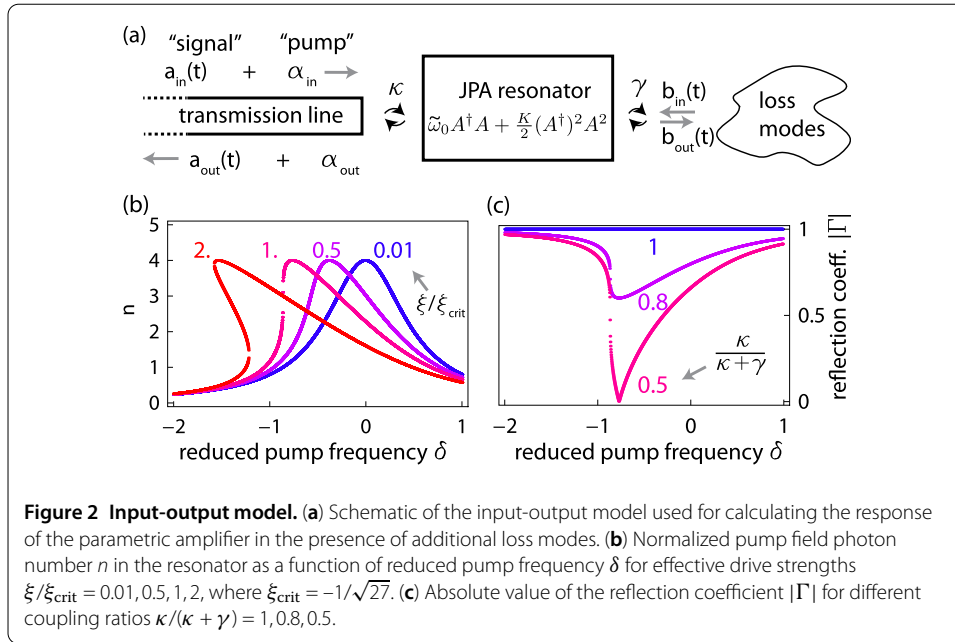 (a)
“signal” “pump”
a_in(t) + α_in
κ
JPA resonator
ω̃₀A†A + K/2 (A†)²A²
γ
b_in(t)
b_out(t)
loss
modes
transmission line
a_out(t) + α_out
(b)
5
4
3
2
1
0
n
2. 1. 0.5 0.01
ξ/ξ_crit
−2 −1 0 1
reduced pump frequency δ
(c)
1
0.8
0.5
κ/(κ+γ)
1
0.5
0
reflection coeff. |Γ|
−2 −1 0 1
reduced pump frequency δ
Figure 2 Input-output model. (a) Schematic of the input-output model used for calculating the response
of the parametric amplifier in the presence of additional loss modes. (b) Normalized pump field photon
number n in the resonator as a function of reduced pump frequency δ for effective drive strengths
ξ/ξ_crit = 0.01, 0.5, 1, 2, where ξ_crit = –1/√27. (c) Absolute value of the reflection coefficient |Γ| for different
coupling ratios κ/(κ + γ) = 1, 0.8, 0.5.